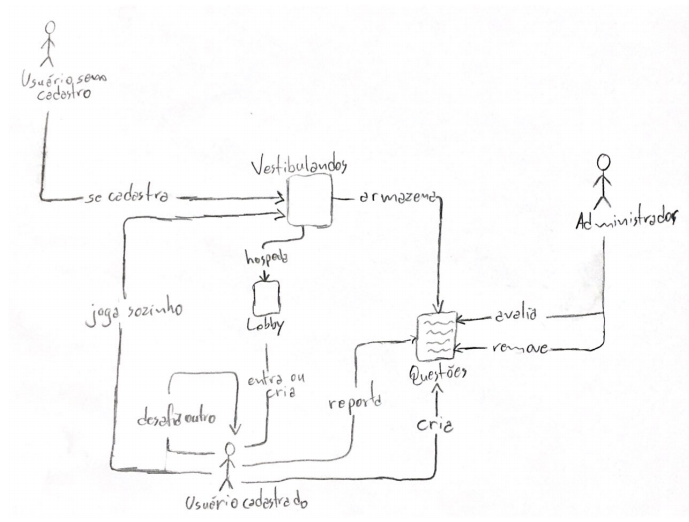 Usuário sem
cadastro
Vestibulandos
se cadastra
armazena
Administrador
hospeda
joga sozinho
Lobby
avalia
remove
Questões
entra ou
cria
desafia outro
reporta
cria
Usuário cadastrado